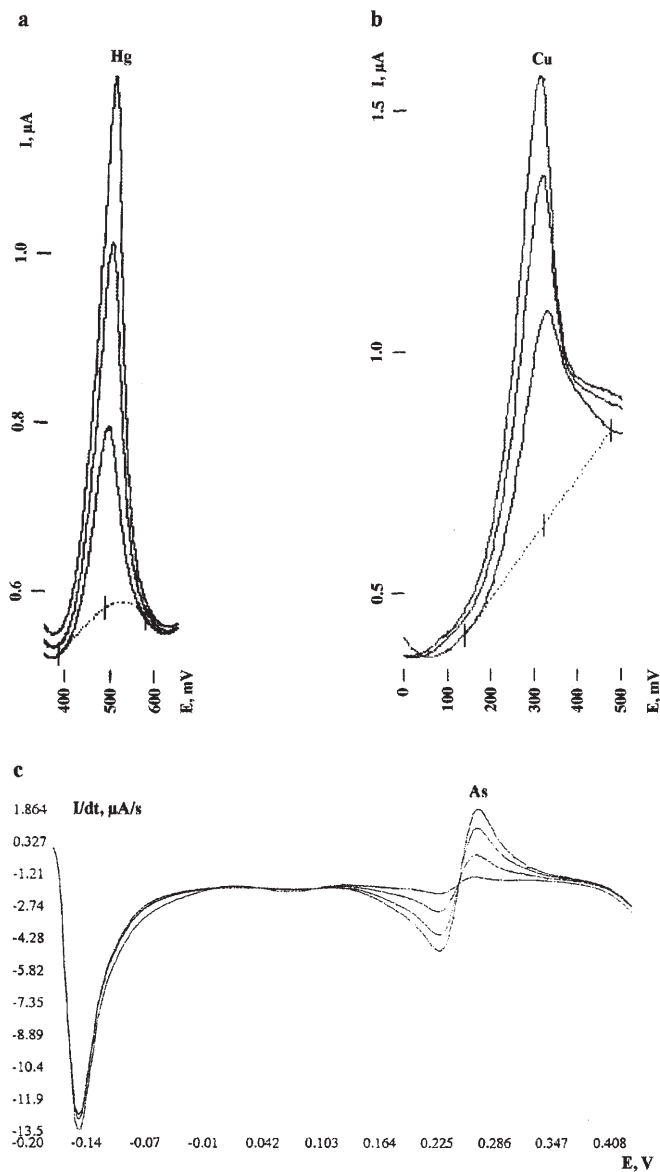 a
Hg
I, µA
1.0
0.8
0.6
400
500
600
E, mV
b
Cu
I, µA
1.5
1.0
0.5
0
100
200
300
400
500
E, mV
c
I/dt, µA/s
As
1.864
0.327
-1.21
-2.74
-4.28
-5.82
-7.35
-8.89
-10.4
-11.9
-13.5
-0.20 -0.14 -0.07 -0.01 0.042 0.103 0.164 0.225 0.286 0.347 0.408
E, V